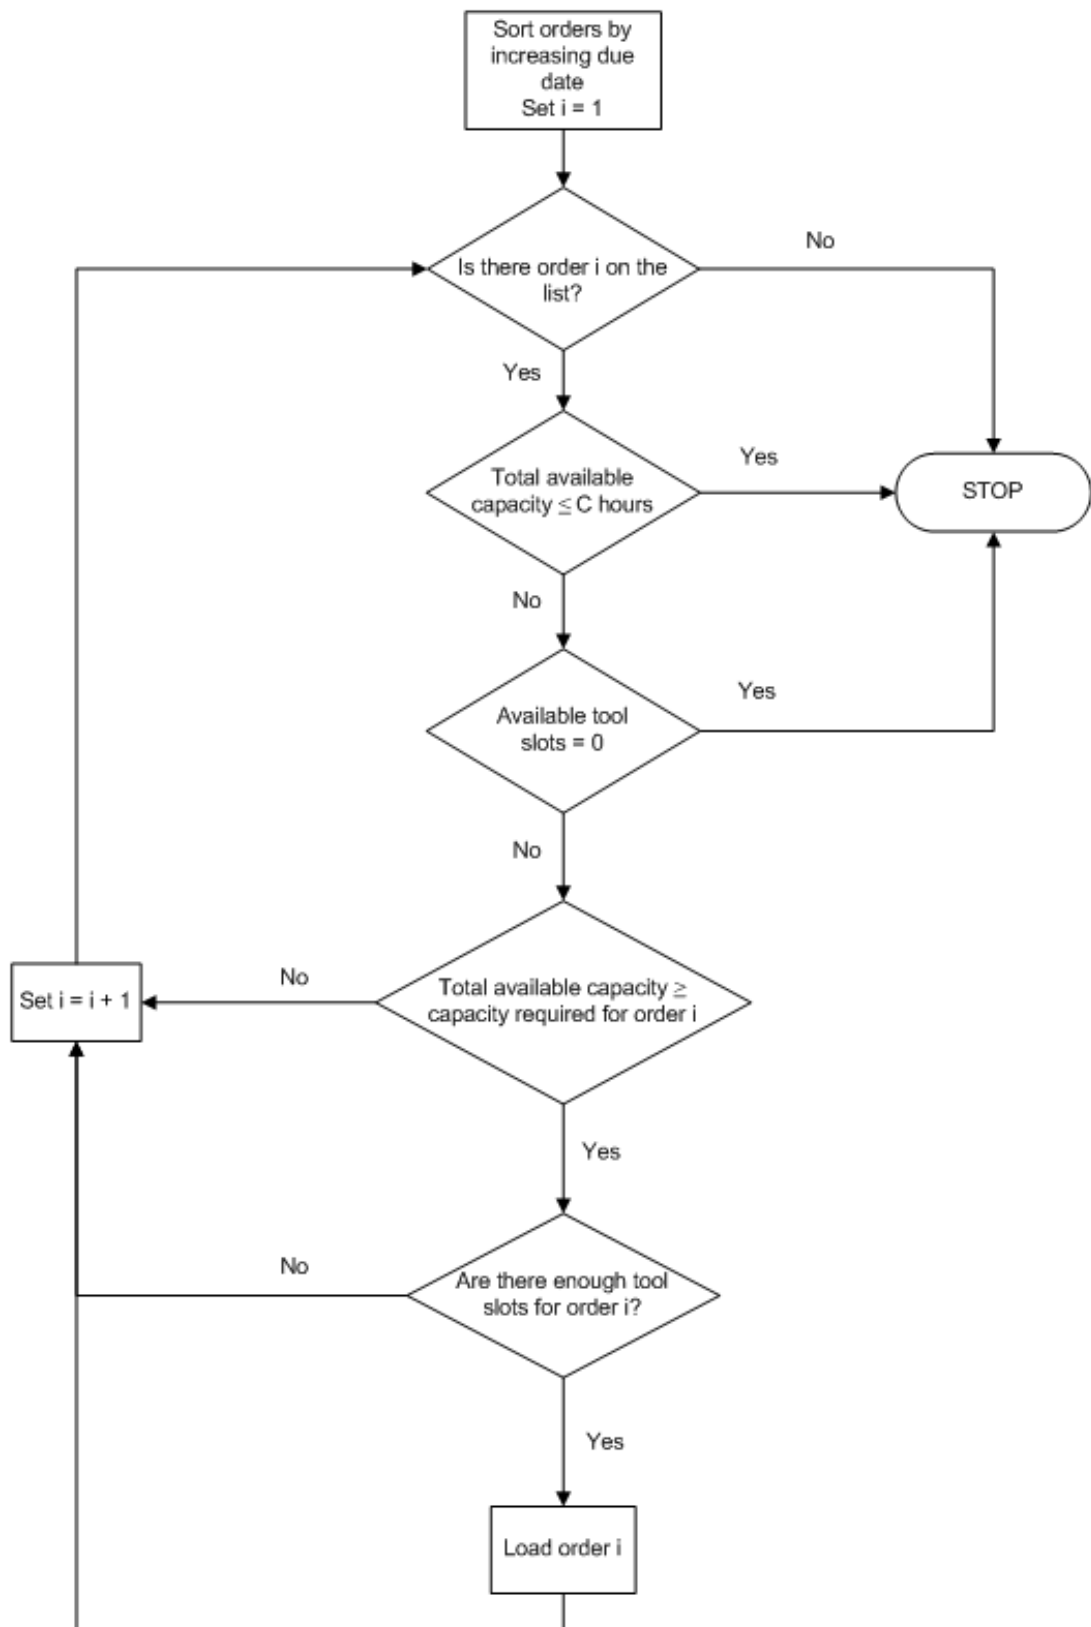 Sort orders by
increasing due
date
Set i = 1
No
Is there order i on the
list?
Yes
Total available
capacity ≤ C hours
Yes
STOP
No
Available tool
slots = 0
Yes
No
Total available capacity ≥
capacity required for order i
No
Set i = i + 1
Yes
Are there enough tool
slots for order i?
No
Yes
Load order i